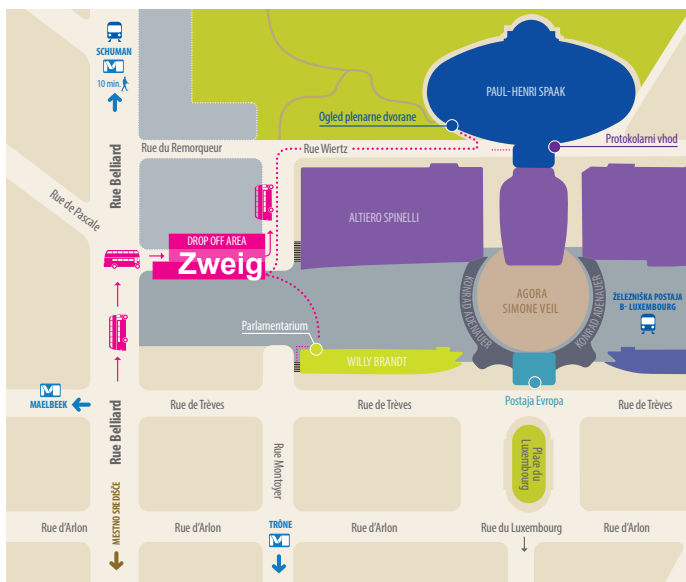 SCHUMAN
M
10 min.
PAUL-HENRI SPAAK
Ogled plenarne dvorane
Protokolarni vhod
Rue du Remorqueur
Rue Wiertz
Rue Belliard
Rue de Pascale
ALTIERO SPINELLI
DROP OFF AREA
Zweig
KONRAD ADENAUER
AGORA
SIMONE VEIL
KONRAD ADENAUER
ŽELEZNIŠKA POSTAJA
B- LUXEMBOURG
Parlamentarium
WILLY BRANDT
M
MAELBEEK
Rue de Trèves
Rue de Trèves
Postaja Evropa
Rue de Trèves
Rue Belliard
Rue Montoyer
Place du
Luxembourg
MESTNO SREDIŠČE
Rue d'Arlon
Rue d'Arlon
TRÔNE
M
Rue d'Arlon
Rue du Luxembourg
Rue d'Arlon